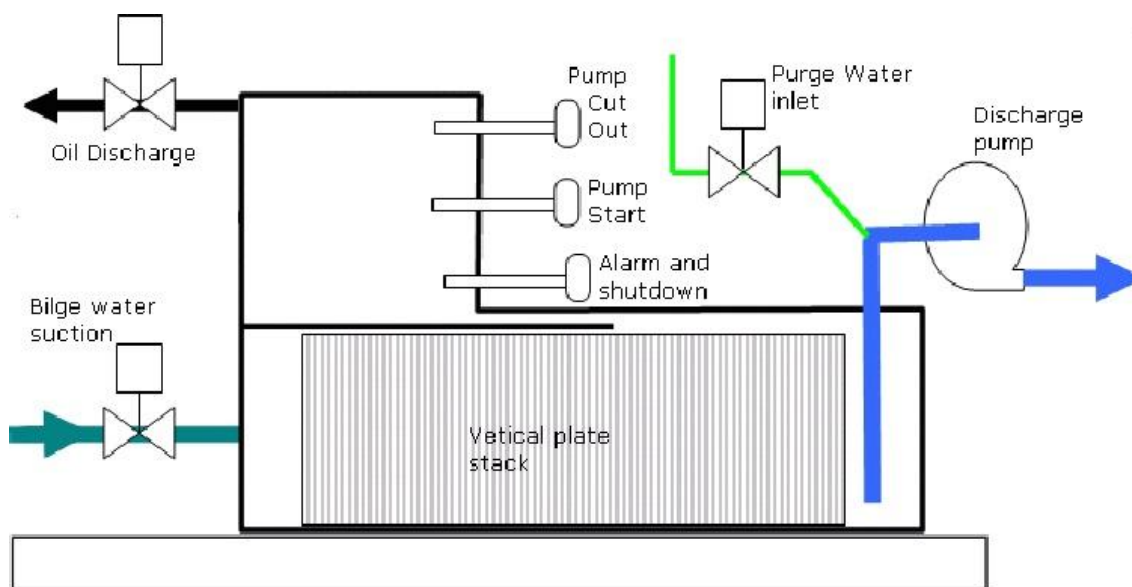 Pump
Cut
Out
Purge Water
inlet
Discharge
pump
Oil Discharge
Pump
Start
Alarm and
shutdown
Bilge water
suction
Vetical plate
stack